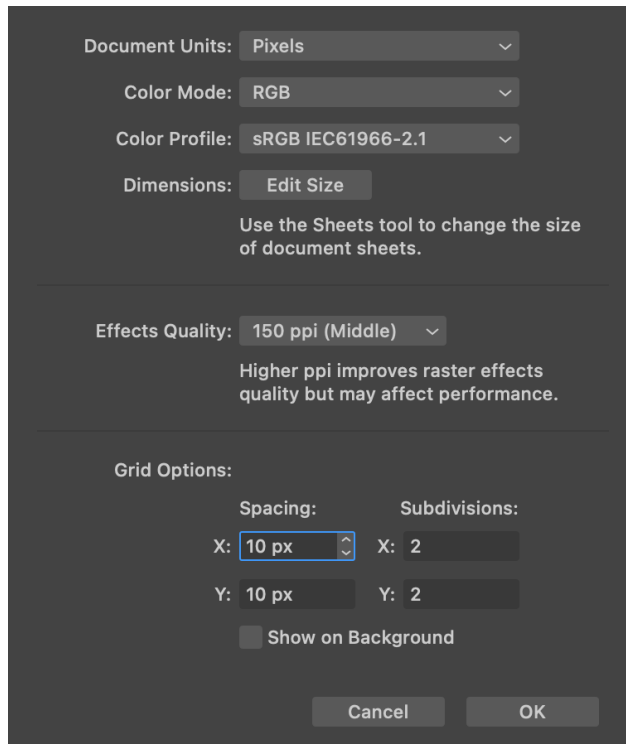 Document Units: Pixels
Color Mode: RGB
Color Profile: sRGB IEC61966-2.1
Dimensions: Edit Size
Use the Sheets tool to change the size
of document sheets.
Effects Quality: 150 ppi (Middle)
Higher ppi improves raster effects
quality but may affect performance.
Grid Options:
Spacing: Subdivisions:
X: 10 px X: 2
Y: 10 px Y: 2
Show on Background
Cancel OK